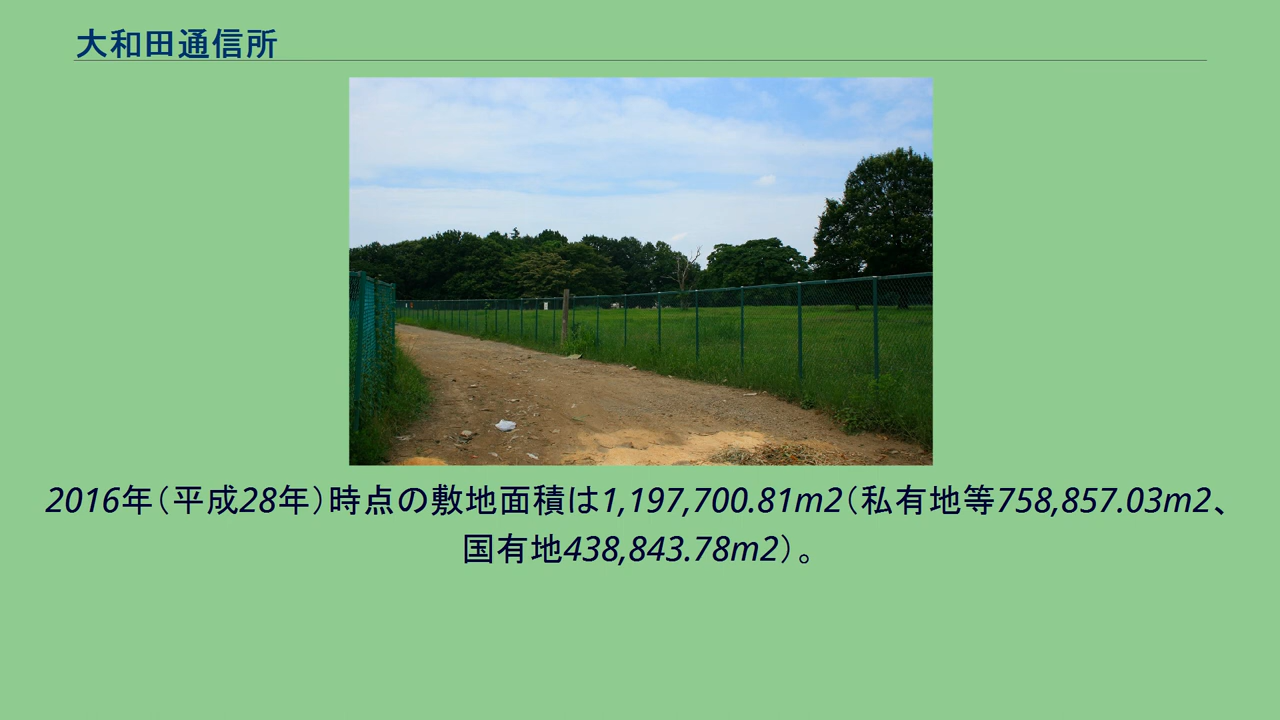 大和田通信所
2016年（平成28年）時点の敷地面積は1,197,700.81m2（私有地等758,857.03m2、
国有地438,843.78m2）。